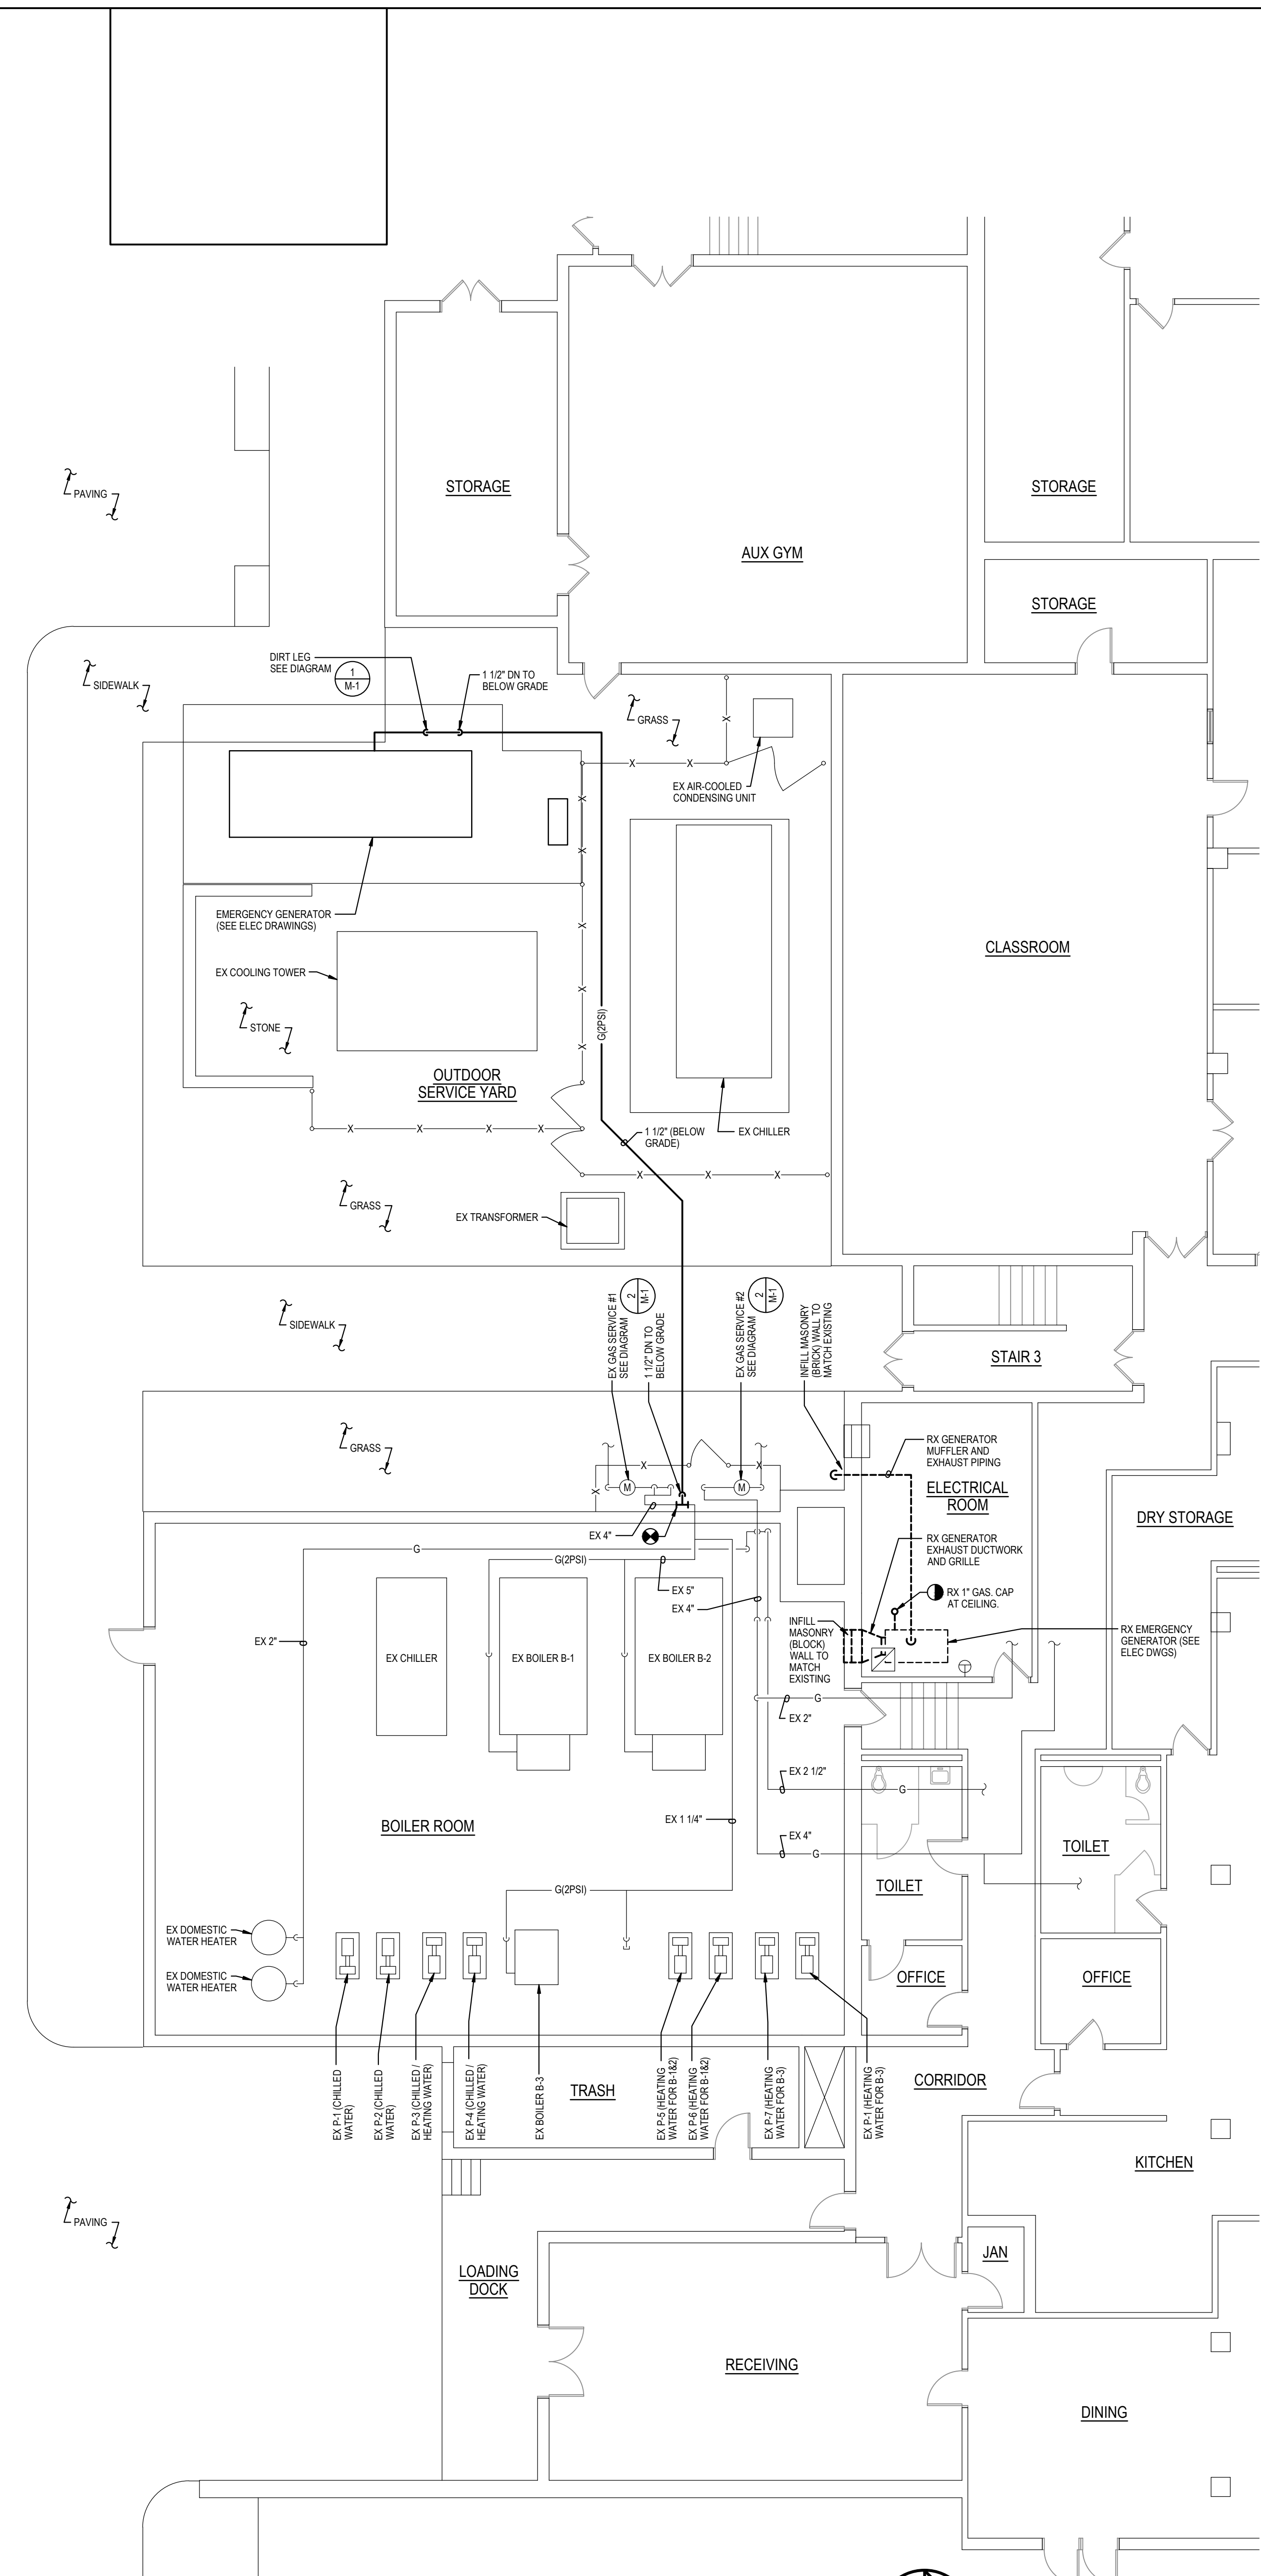 STORAGE
STORAGE
PAVING
AUX GYM
STORAGE
DIRT LEG
SEE DIAGRAM
1
M-1
1 1/2" DN TO
BELOW GRADE
SIDEWALK
GRASS
X
X
X
EX AIR-COOLED
CONDENSING UNIT
X
X
EMERGENCY GENERATOR
(SEE ELEC DRAWINGS)
X
CLASSROOM
EX COOLING TOWER
X
STONE
G(2PSI)
X
OUTDOOR
SERVICE YARD
X
X
X
X
1 1/2" (BELOW
GRADE)
EX CHILLER
X
X
X
GRASS
EX TRANSFORMER
EX GAS SERVICE #1
SEE DIAGRAM
2
M-1
1 1/2" DN TO
BELOW GRADE
EX GAS SERVICE #2
SEE DIAGRAM
2
M-1
INFILL MASONRY
(BRICK) WALL TO
MATCH EXISTING
SIDEWALK
STAIR 3
GRASS
RX GENERATOR
MUFFLER AND
EXHAUST PIPING
X
X
X
M
M
ELECTRICAL
ROOM
DRY STORAGE
EX 4"
RX GENERATOR
EXHAUST DUCTWORK
AND GRILLE
G
G(2PSI)
EX 5"
EX 4"
RX 1" GAS. CAP
AT CEILING.
INFILL
MASONRY
(BLOCK)
WALL TO
MATCH
EXISTING
RX EMERGENCY
GENERATOR (SEE
ELEC DWGS)
EX 2"
EX CHILLER
EX BOILER B-1
EX BOILER B-2
G
EX 2"
EX 2 1/2"
G
EX 1 1/4"
BOILER ROOM
EX 4"
G
TOILET
TOILET
G(2PSI)
EX DOMESTIC
WATER HEATER
EX DOMESTIC
WATER HEATER
OFFICE
OFFICE
EX P-1 (CHILLED
WATER)
EX P-2 (CHILLED
WATER)
EX P-3 (CHILLED /
HEATING WATER)
EX P-4 (CHILLED /
HEATING WATER)
EX BOILER B-3
TRASH
EX P-5 (HEATING
WATER FOR B-1&2)
EX P-6 (HEATING
WATER FOR B-1&2)
EX P-7 (HEATING
WATER FOR B-3)
EX P-1 (HEATING
WATER FOR B-3)
CORRIDOR
KITCHEN
PAVING
JAN
LOADING
DOCK
RECEIVING
DINING